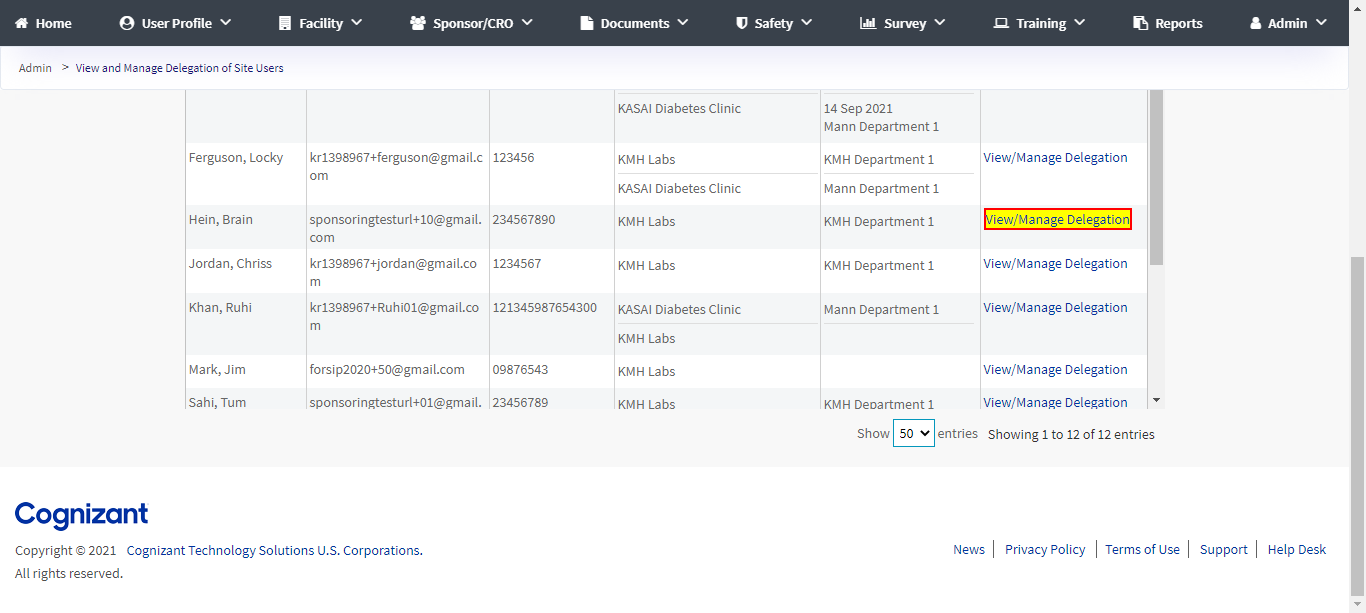 Home User Profile Facility Sponsor/CRO Documents Safety Survey Training Reports Admin
Admin > View and Manage Delegation of Site Users
KASAI Diabetes Clinic 14 Sep 2021
Mann Department 1
Ferguson, Locky kr1398967+ferguson@gmail.c 123456 KMH Labs KMH Department 1 View/Manage Delegation
om
KASAI Diabetes Clinic Mann Department 1
Hein, Brain sponsoringtesturl+10@gmail. 234567890 KMH Labs KMH Department 1 View/Manage Delegation
com
Jordan, Chriss kr1398967+jordan@gmail.co 1234567 KMH Labs KMH Department 1 View/Manage Delegation
m
Khan, Ruhi kr1398967+Ruhi01@gmail.co 121345987654300 KASAI Diabetes Clinic Mann Department 1 View/Manage Delegation
m
KMH Labs
Mark, Jim forsip2020+50@gmail.com 09876543 KMH Labs View/Manage Delegation
Sahi, Tum sponsoringtesturl+01@gmail. 23456789 KMH Labs KMH Department 1 View/Manage Delegation
Show 50 entries Showing 1 to 12 of 12 entries
Cognizant
Copyright © 2021 Cognizant Technology Solutions U.S. Corporations.
All rights reserved.
News Privacy Policy Terms of Use Support Help Desk